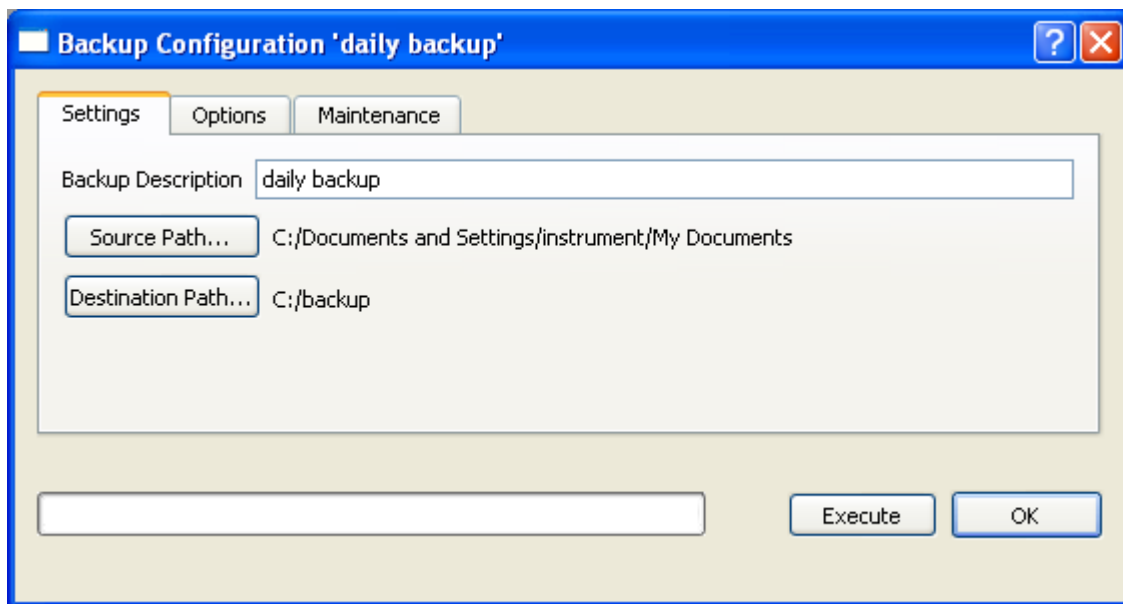 Backup Configuration 'daily backup'
Settings Options Maintenance
Backup Description daily backup
Source Path... C:/Documents and Settings/instrument/My Documents
Destination Path... C:/backup
Execute OK